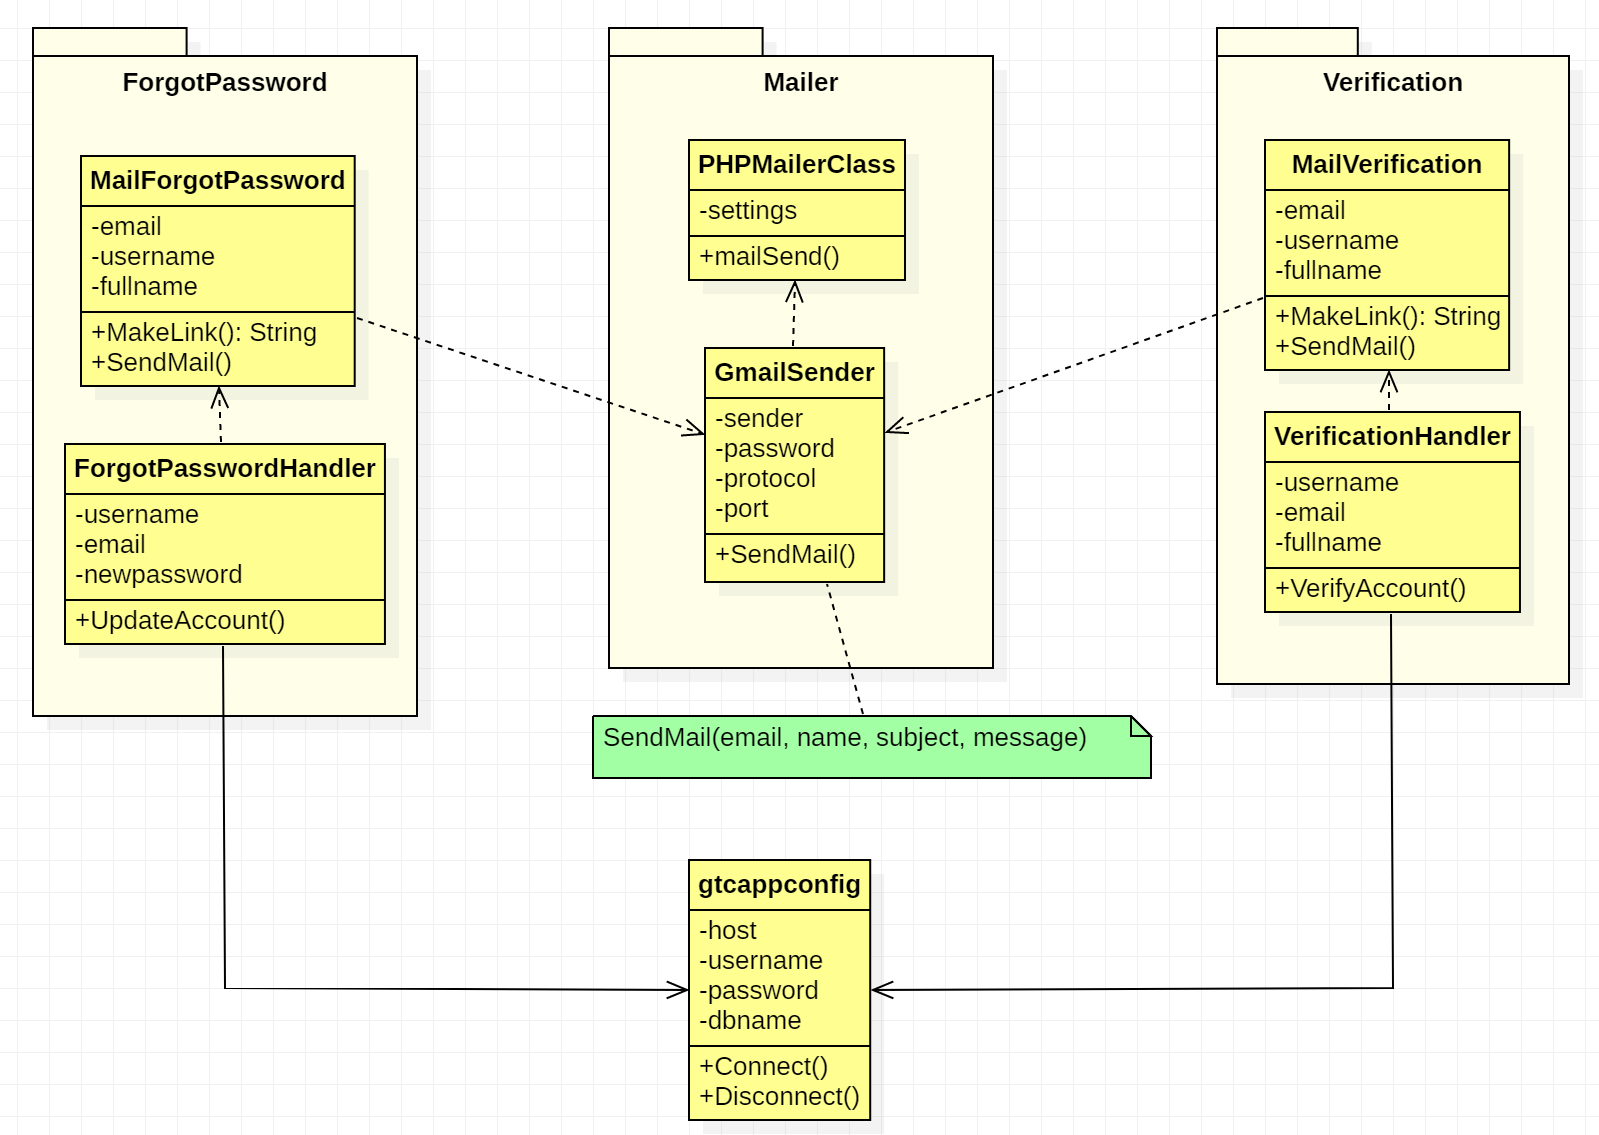 ForgotPassword
MailForgotPassword
-email
-username
-fullname
+MakeLink(): String
+SendMail()
ForgotPasswordHandler
-username
-email
-newpassword
+UpdateAccount()
Mailer
PHPMailerClass
-settings
+mailSend()
GmailSender
-sender
-password
-protocol
-port
+SendMail()
SendMail(email, name, subject, message)
Verification
MailVerification
-email
-username
-fullname
+MakeLink(): String
+SendMail()
VerificationHandler
-username
-email
-fullname
+VerifyAccount()
gtcappconfig
-host
-username
-password
-dbname
+Connect()
+Disconnect()